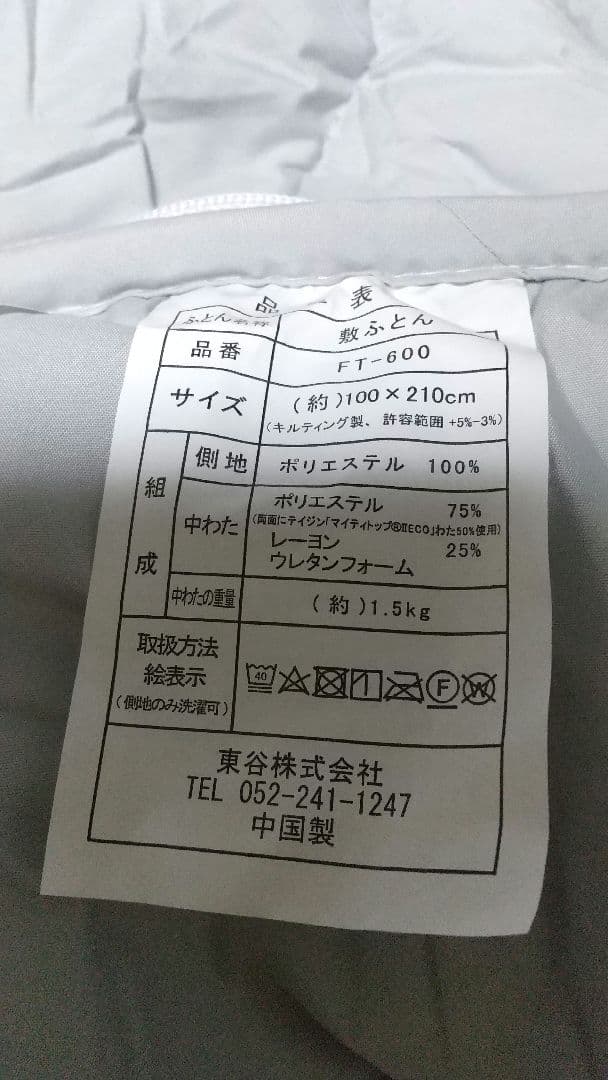 品 表
ふとん名称 敷ふとん
品番 FT-600
サイズ (約)100×210cm
(キルティング製、許容範囲+5%-3%)
組成
側地 ポリエステル 100%
中わた ポリエステル 75%
(両面にテイジン「マイティトップ®ⅡECO」わた50%使用)
レーヨン 25%
ウレタンフォーム
中わたの重量 (約)1.5kg
取扱方法
絵表示
(側地のみ洗濯可)
40 F W
東谷株式会社
TEL 052-241-1247
中国製